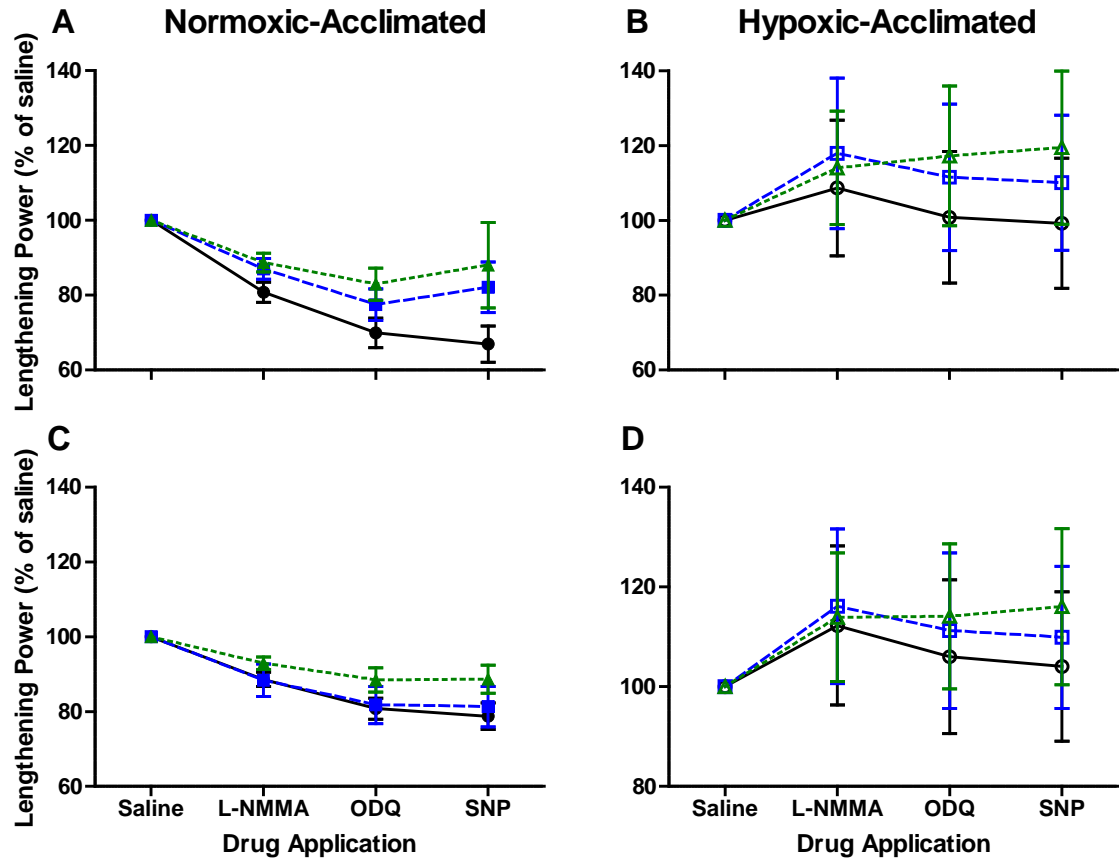 A Normoxic-Acclimated
B Hypoxic-Acclimated
Lengthening Power (% of saline)
140
120
100
80
60
140
120
100
80
60
C
D
Lengthening Power (% of saline)
140
120
100
80
60
140
120
100
80
Saline L-NMMA ODQ SNP
Drug Application
Saline L-NMMA ODQ SNP
Drug Application